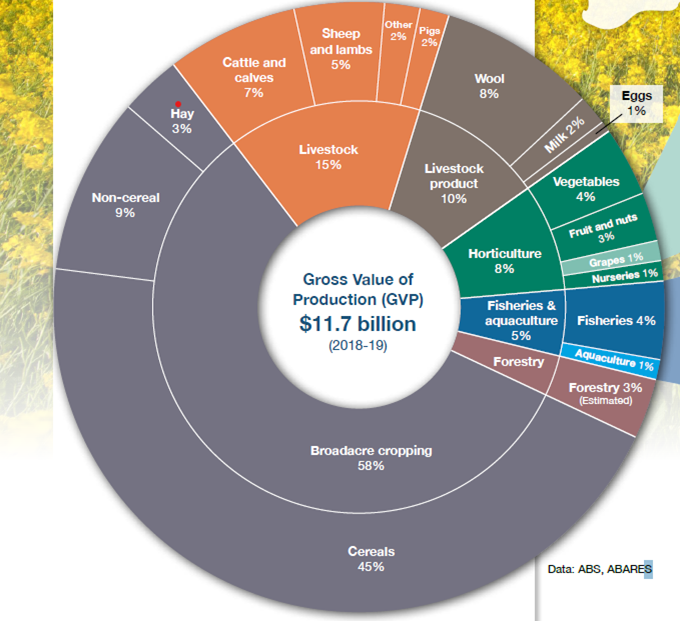 Gross Value of
Production (GVP)
$11.7 billion
(2018-19)
Livestock
15%
Cattle and
calves
7%
Sheep
and lambs
5%
Other
2%
Pigs
2%
Livestock
product
10%
Wool
8%
Milk 2%
Eggs
1%
Horticulture
8%
Vegetables
4%
Fruit and nuts
3%
Grapes 1%
Nurseries 1%
Fisheries &
aquaculture
5%
Fisheries 4%
Aquaculture 1%
Forestry
Forestry 3%
(Estimated)
Broadacre cropping
58%
Cereals
45%
Non-cereal
9%
Hay
3%
Data: ABS, ABARES